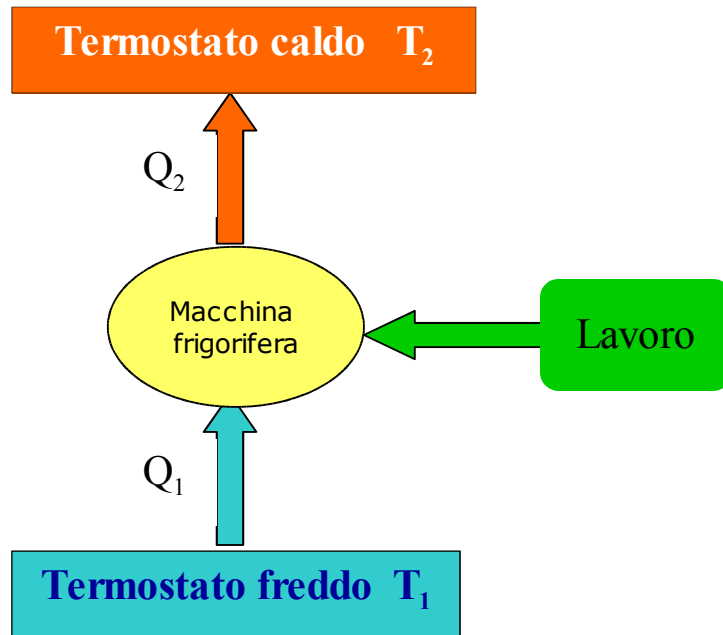 Termostato caldo T₂
Q₂
Macchina
frigorifera
Lavoro
Q₁
Termostato freddo T₁